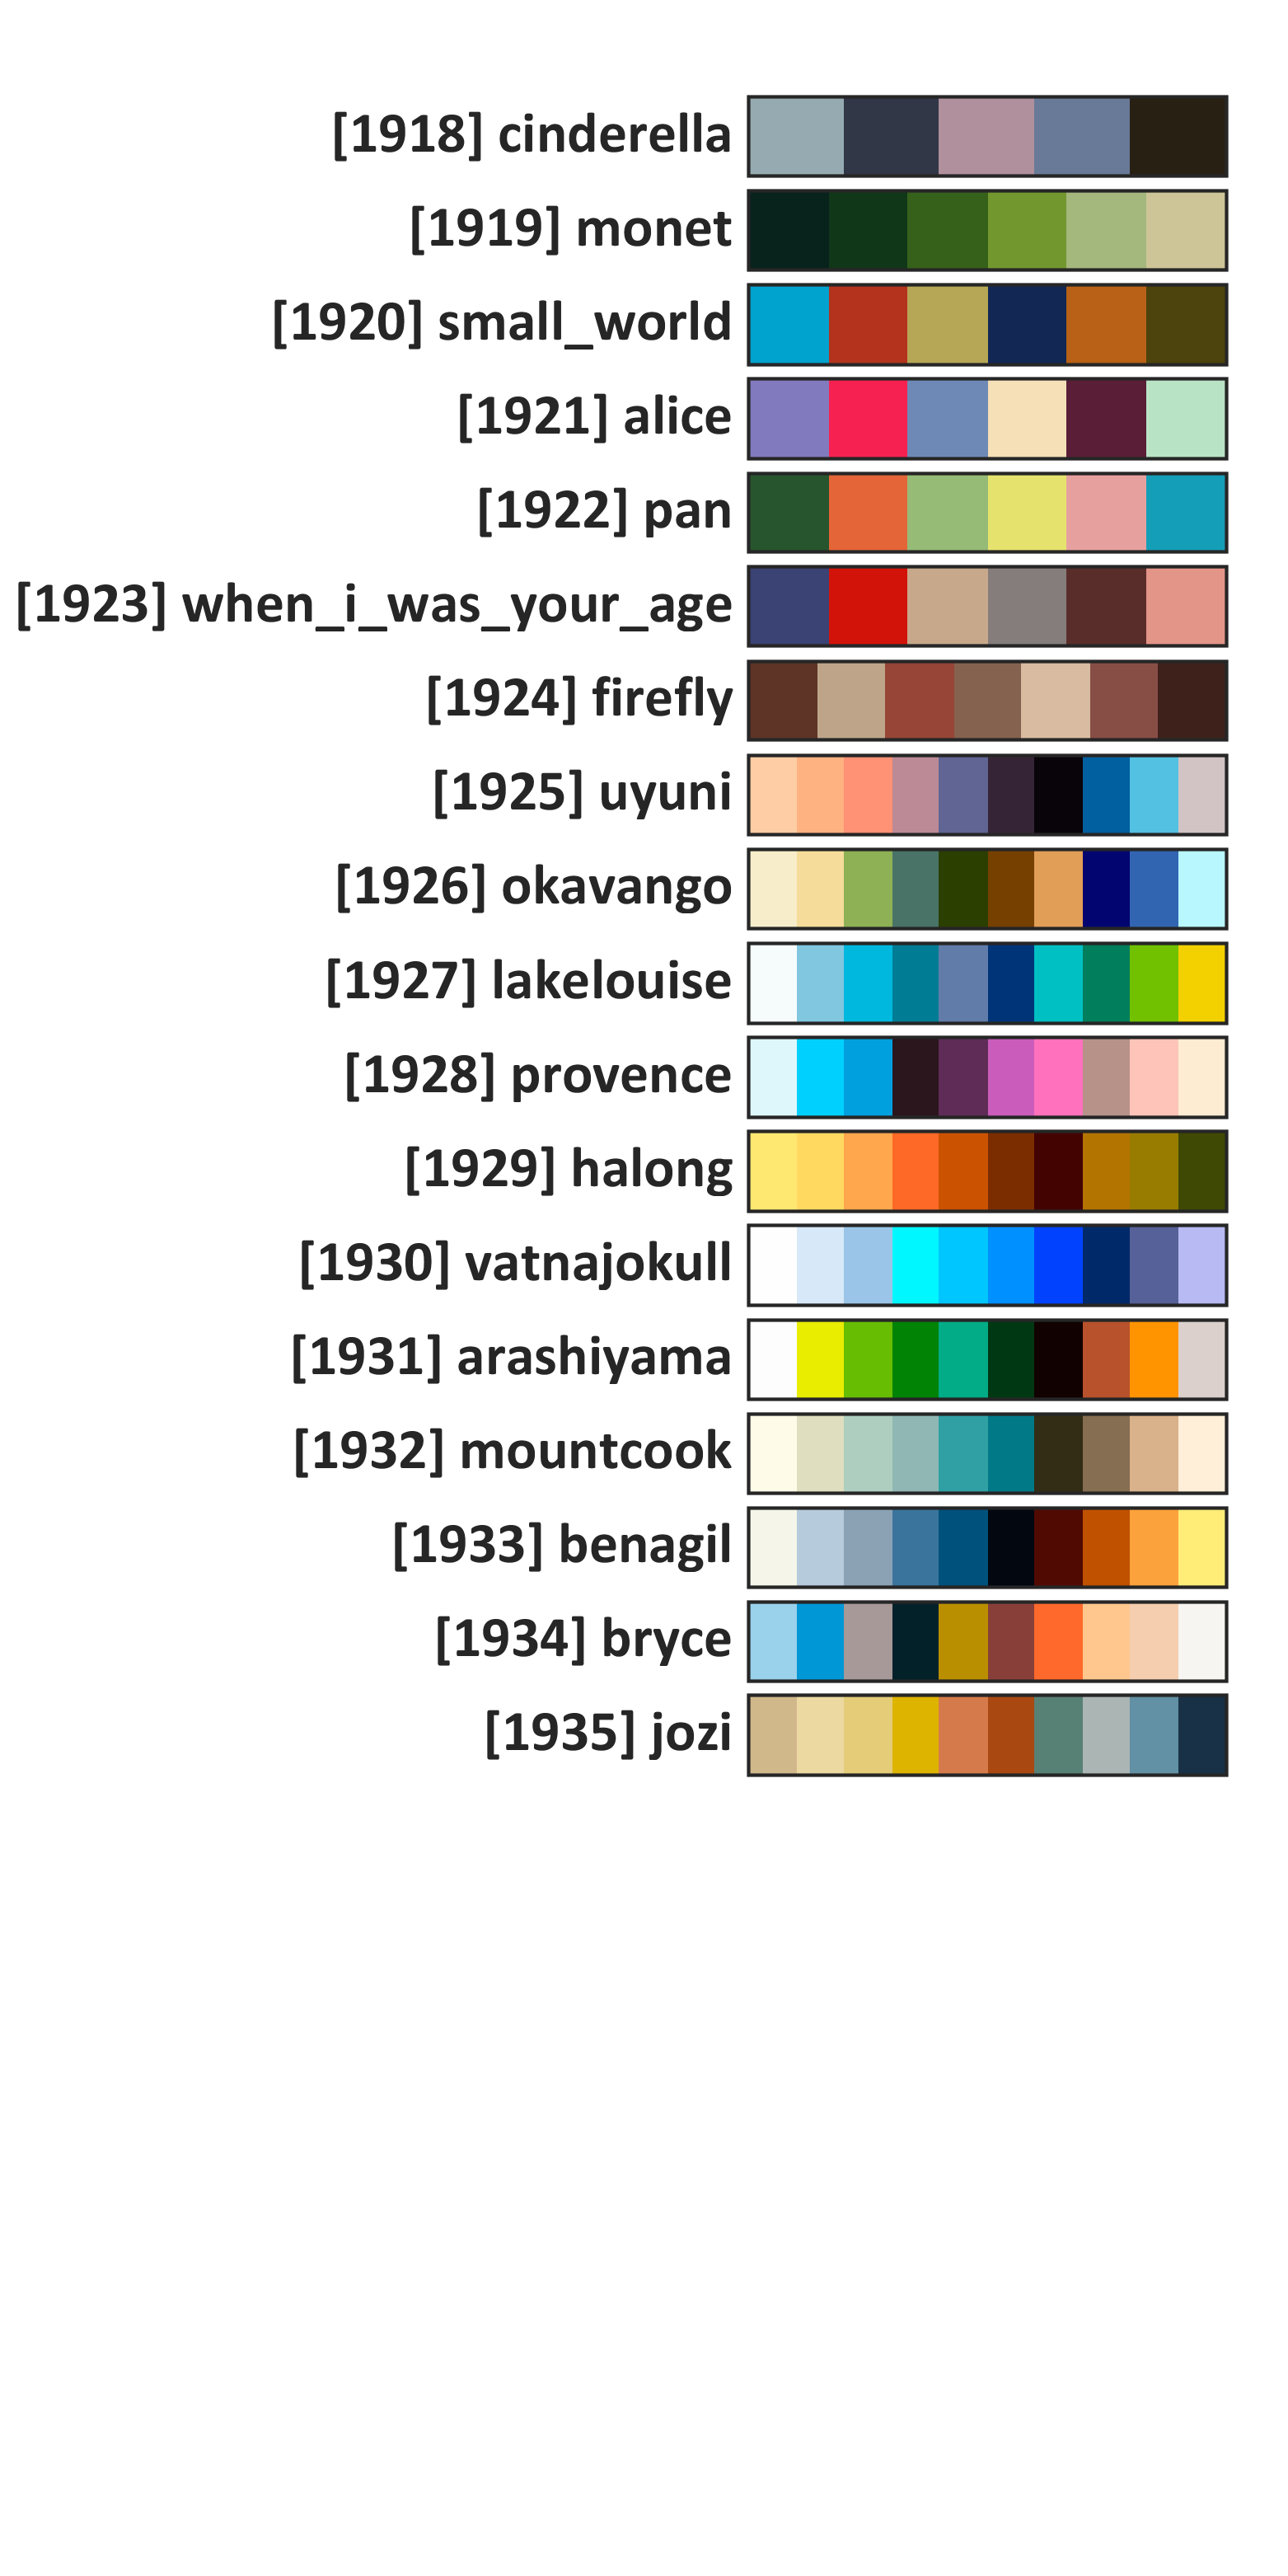 [1918] cinderella
[1919] monet
[1920] small_world
[1921] alice
[1922] pan
[1923] when_i_was_your_age
[1924] firefly
[1925] uyuni
[1926] okavango
[1927] lakelouise
[1928] provence
[1929] halong
[1930] vatnajokull
[1931] arashiyama
[1932] mountcook
[1933] benagil
[1934] bryce
[1935] jozi